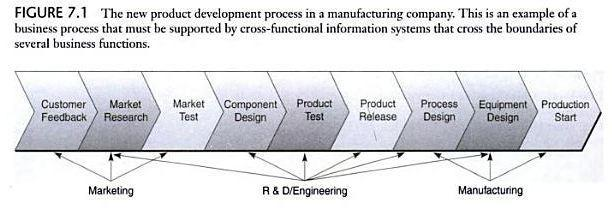 FIGURE 7.1 The new product development process in a manufacturing company. This is an example of a
business process that must be supported by cross-functional information systems that cross the boundaries of
several business functions.
Customer Feedback
Market Research
Market Test
Component Design
Product Test
Product Release
Process Design
Equipment Design
Production Start
Marketing
R & D/Engineering
Manufacturing